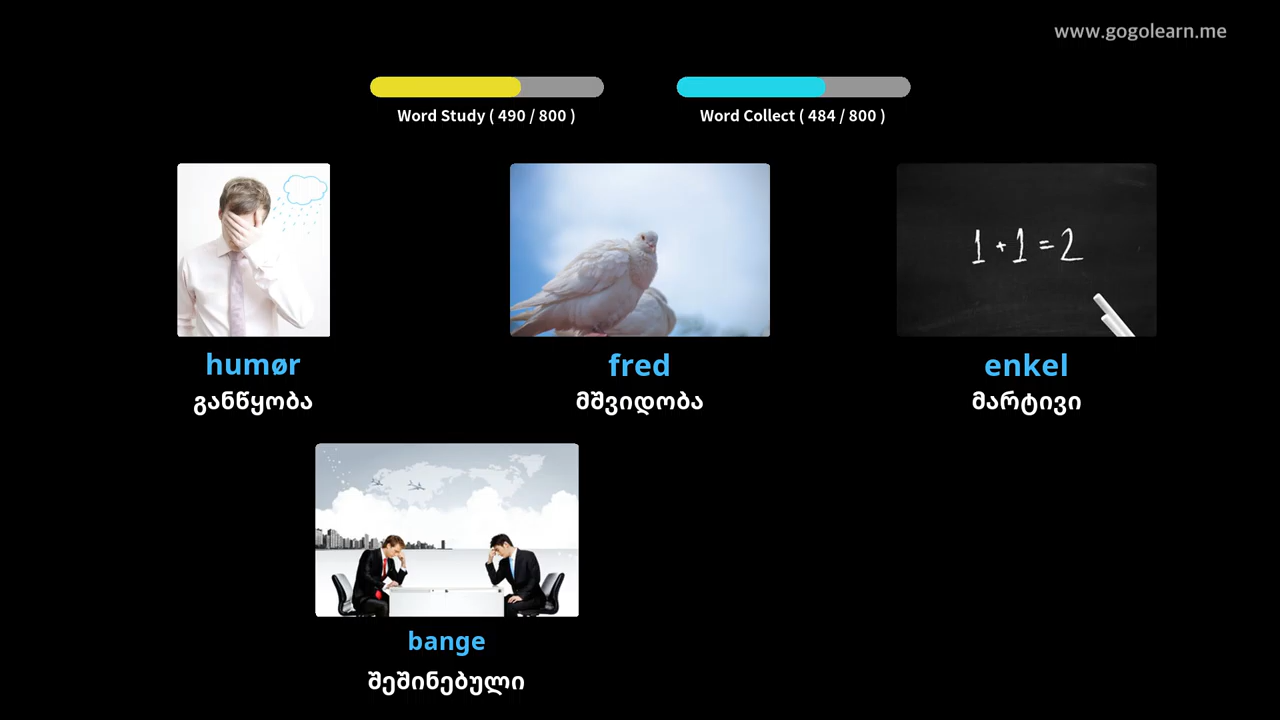 www.gogolearn.me
Word Study ( 490 / 800 )
Word Collect ( 484 / 800 )
1 + 1 = 2
humør
fred
enkel
განწყობა
მშვიდობა
მარტივი
bange
შეშინებული